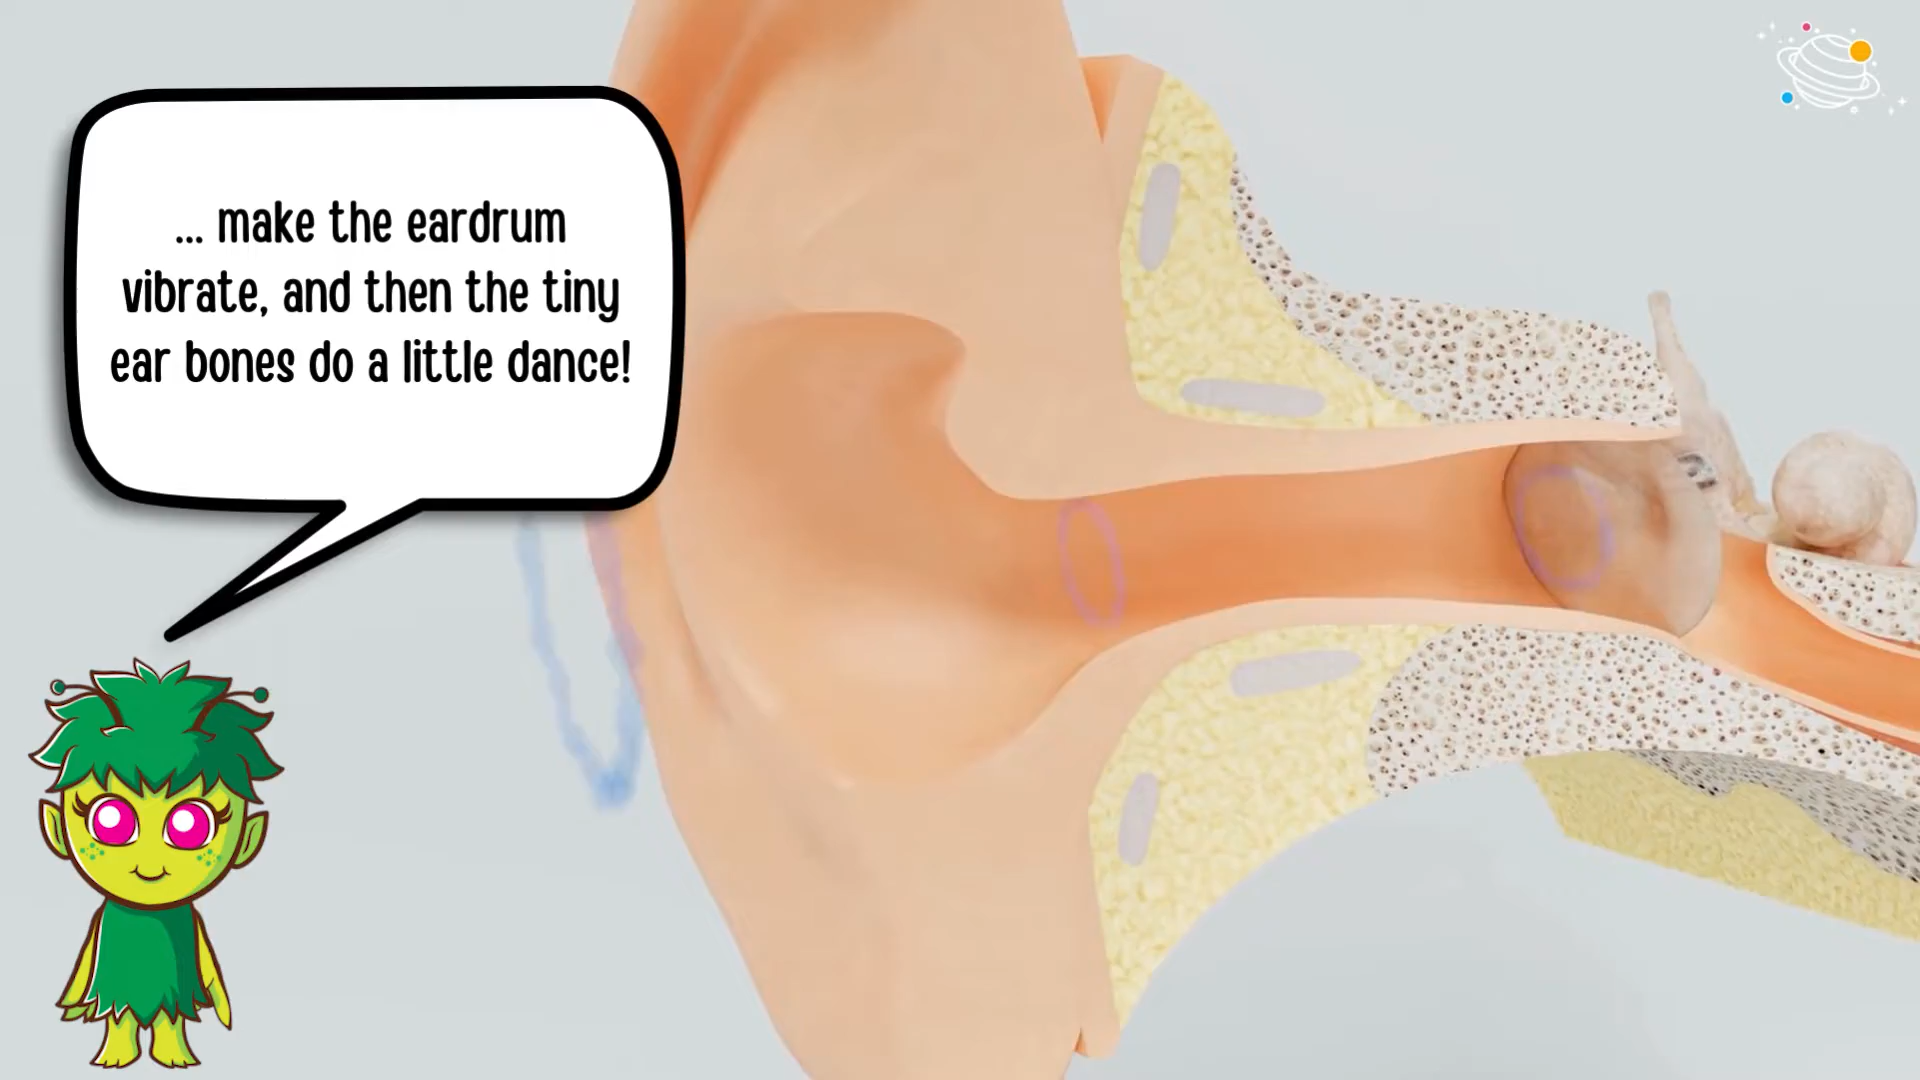 ... make the eardrum
vibrate, and then the tiny
ear bones do a little dance!